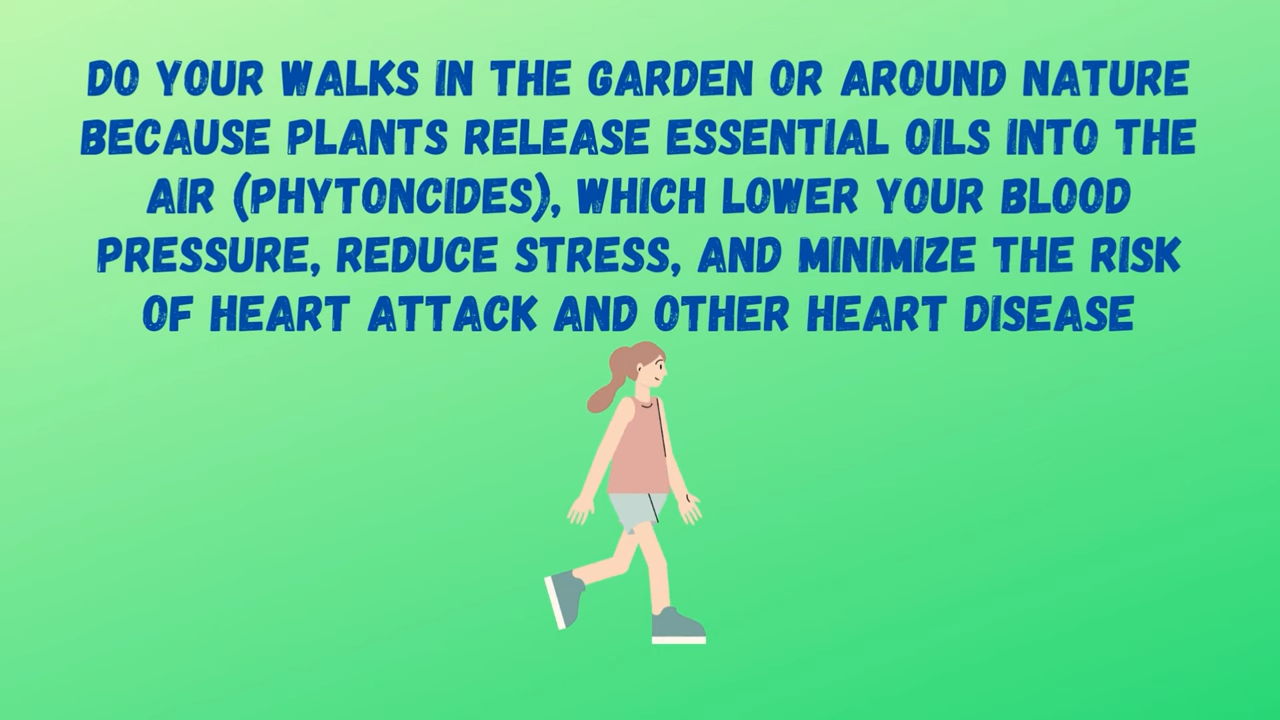 DO YOUR WALKS IN THE GARDEN OR AROUND NATURE
BECAUSE PLANTS RELEASE ESSENTIAL OILS INTO THE
AIR (PHYTONCIDES), WHICH LOWER YOUR BLOOD
PRESSURE, REDUCE STRESS, AND MINIMIZE THE RISK
OF HEART ATTACK AND OTHER HEART DISEASE